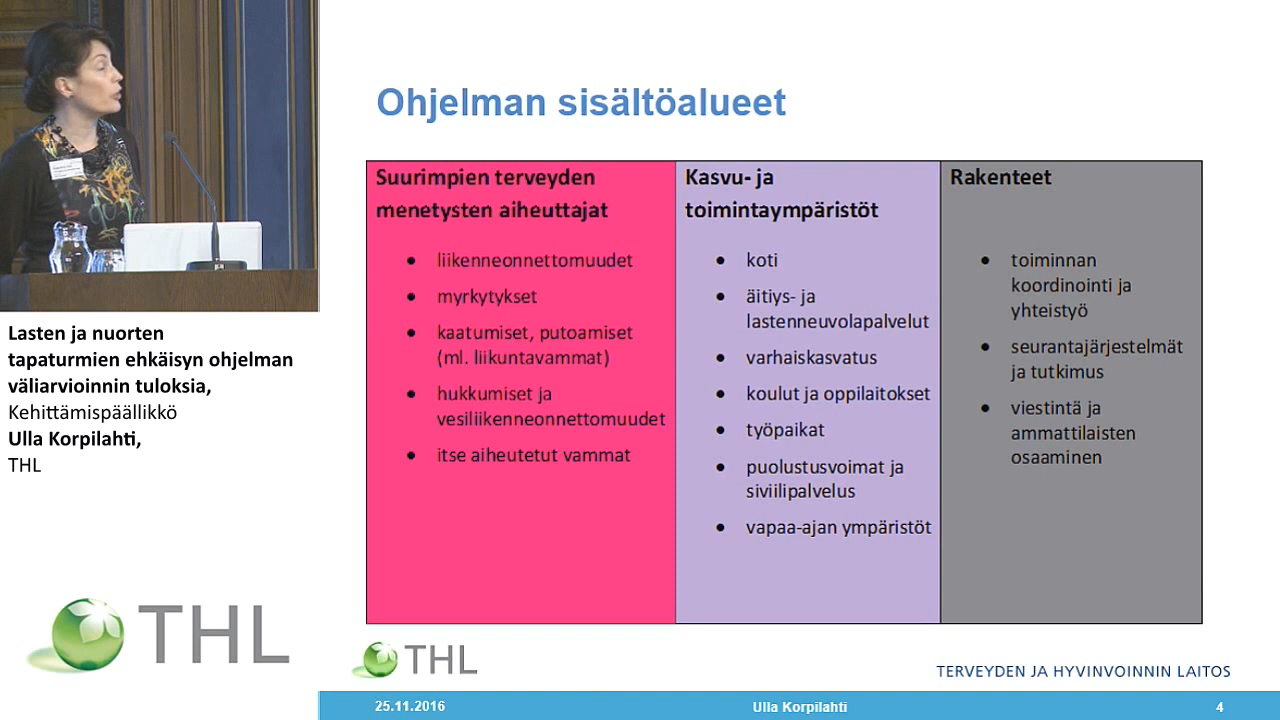 Ohjelman sisältöalueet
Suurimpien terveyden
menetysten aiheuttajat
• liikenneonnettomuudet
• myrkytykset
• kaatumiset, putoamiset
(ml. liikuntavammat)
• hukkumiset ja
vesiliikenneonnettomuudet
• itse aiheutetut vammat
Kasvu- ja
toimintaympäristöt
• koti
• äitiys- ja
lastenneuvolapalvelut
• varhaiskasvatus
• koulut ja oppilaitokset
• työpaikat
• puolustusvoimat ja
siviilipalvelus
• vapaa-ajan ympäristöt
Rakenteet
• toiminnan
koordinointi ja
yhteistyö
• seurantajärjestelmät
ja tutkimus
• viestintä ja
ammattilaisten
osaaminen
Lasten ja nuorten
tapaturmien ehkäisyn ohjelman
väliarvioinnin tuloksia,
Kehittämispäällikkö
Ulla Korpilahti,
THL
THL
THL
TERVEYDEN JA HYVINVOINNIN LAITOS
25.11.2016
Ulla Korpilahti
4